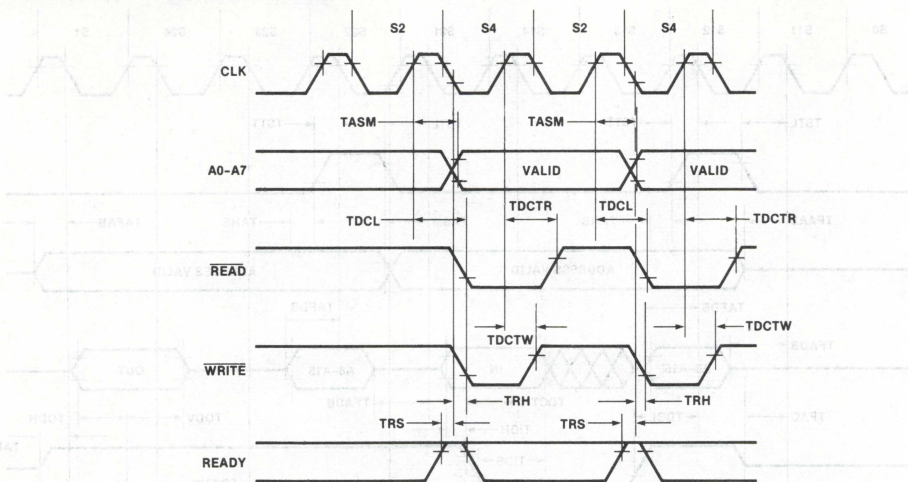 S2 S4 S2 S4
CLK
TASM TASM
A0-A7 VALID VALID
TDCL TDCTR TDCL TDCTR
READ
TDCTW TDCTW
WRITE
TRH TRH
TRS TRS
READY